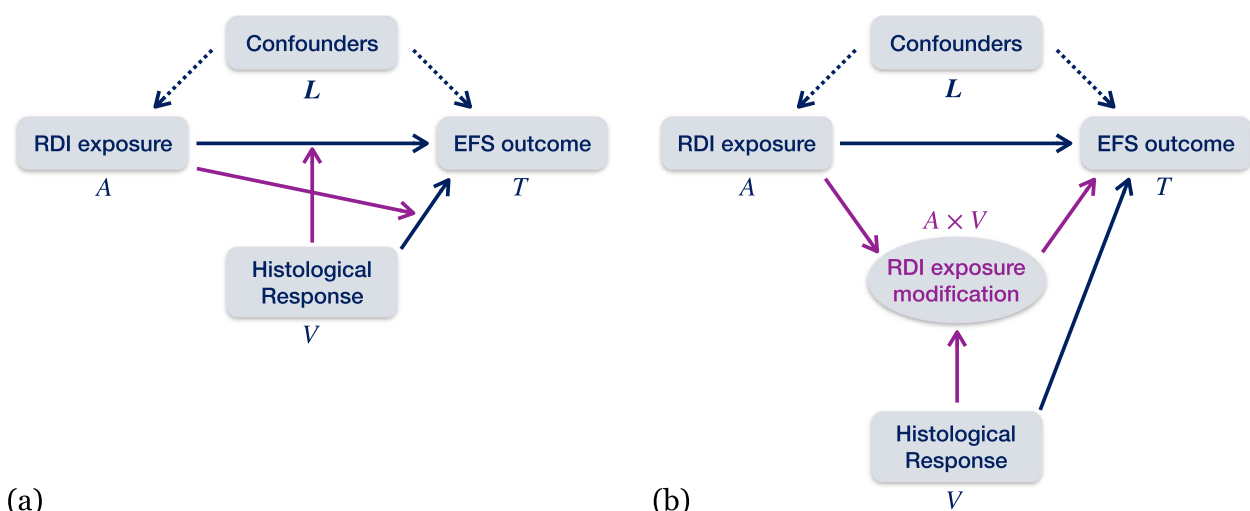 Confounders
L
RDI exposure
A
EFS outcome
T
Histological
Response
V
(a)
Confounders
L
RDI exposure
A
EFS outcome
T
A × V
RDI exposure
modification
Histological
Response
V
(b)